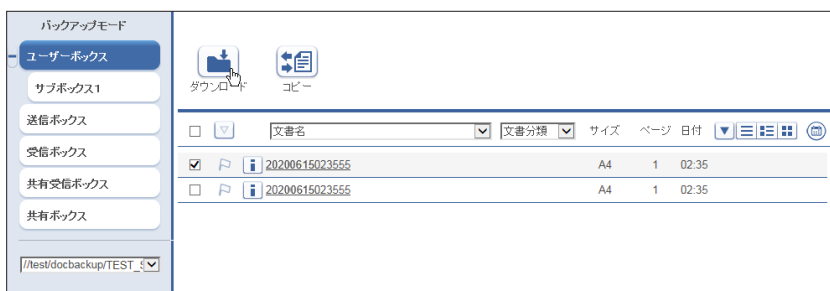 バックアップモード
ユーザーボックス
サブボックス1
送信ボックス
受信ボックス
共有受信ボックス
共有ボックス
//test/docbackup/TEST_
ダウンロード
コピー
文書名 文書分類 サイズ ページ 日付
20200615023555 A4 1 02:35
20200615023555 A4 1 02:35